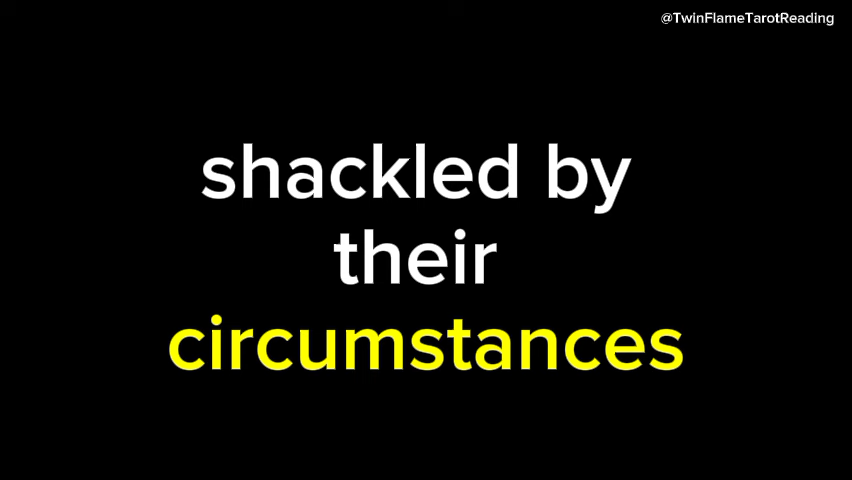 @TwinFlameTarotReading
shackled by
their
circumstances